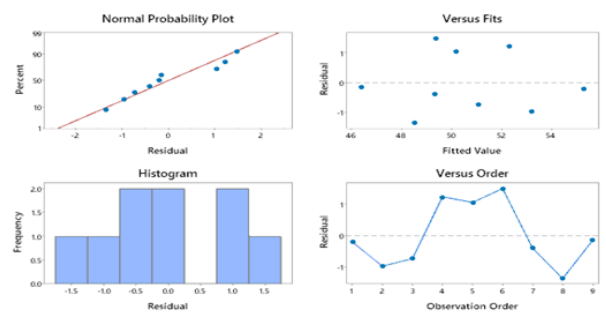 Normal Probability Plot
99
90
50
10
1
Percent
-2 -1 0 1 2
Residual
Versus Fits
1
0
-1
Residual
46 48 50 52 54
Fitted Value
Histogram
2.0
1.5
1.0
0.5
0.0
Frequency
-1.5 -1.0 -0.5 0.0 0.5 1.0 1.5
Residual
Versus Order
1
0
-1
Residual
1 2 3 4 5 6 7 8 9
Observation Order